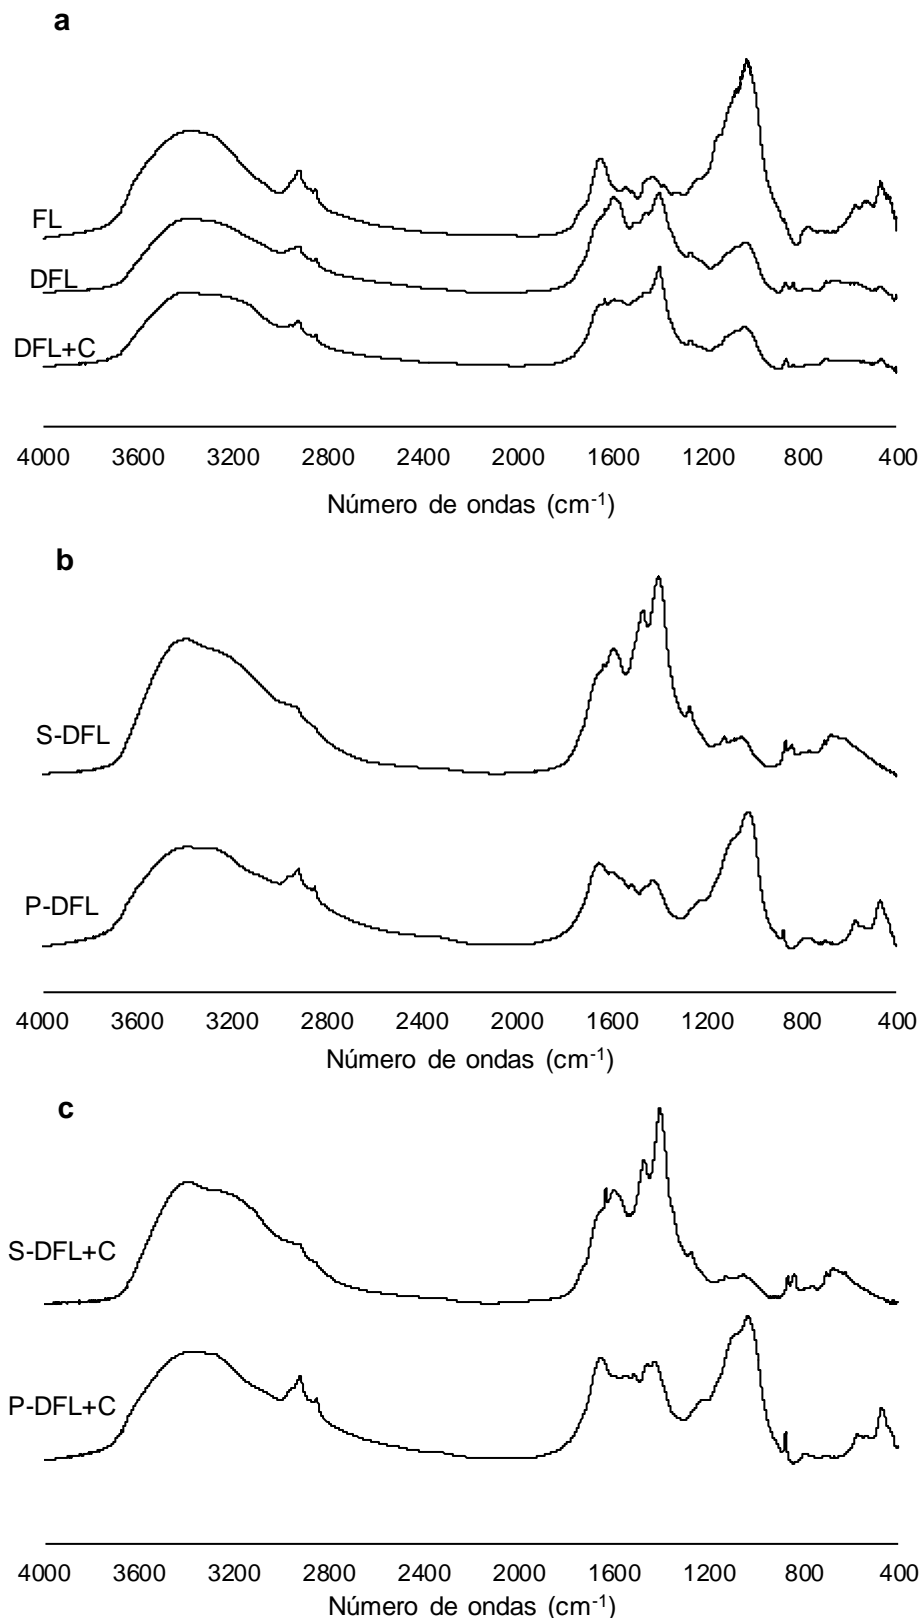 a
FL
DFL
DFL+C
4000 3600 3200 2800 2400 2000 1600 1200 800 400
Número de ondas (cm-1)
b
S-DFL
P-DFL
4000 3600 3200 2800 2400 2000 1600 1200 800 400
Número de ondas (cm-1)
c
S-DFL+C
P-DFL+C
4000 3600 3200 2800 2400 2000 1600 1200 800 400
Número de ondas (cm-1)